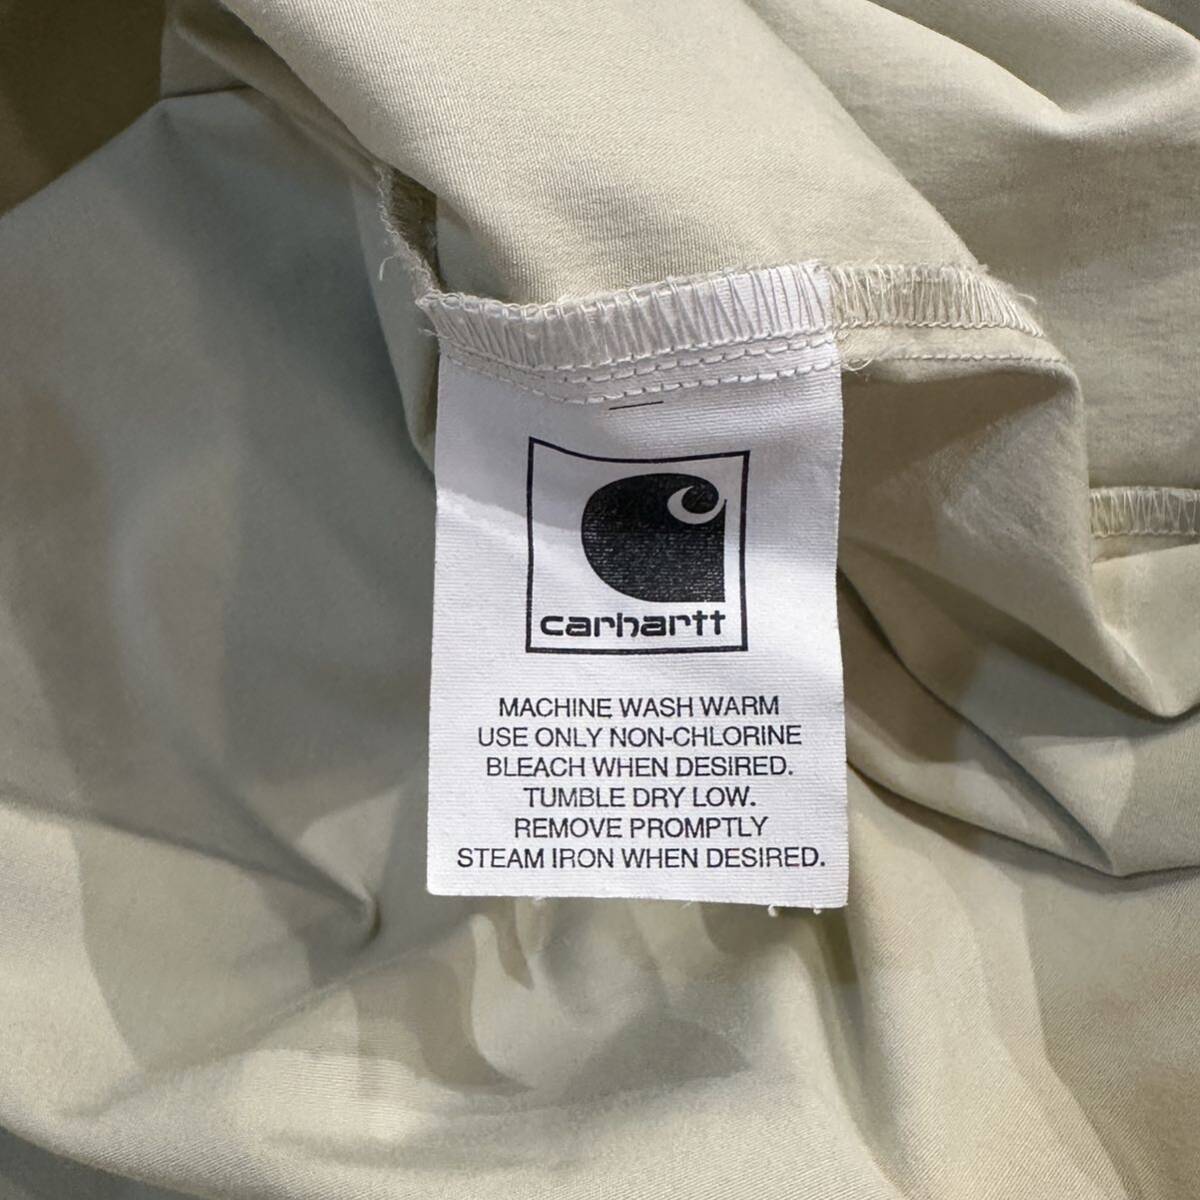 carhartt
MACHINE WASH WARM
USE ONLY NON-CHLORINE
BLEACH WHEN DESIRED.
TUMBLE DRY LOW.
REMOVE PROMPTLY
STEAM IRON WHEN DESIRED.